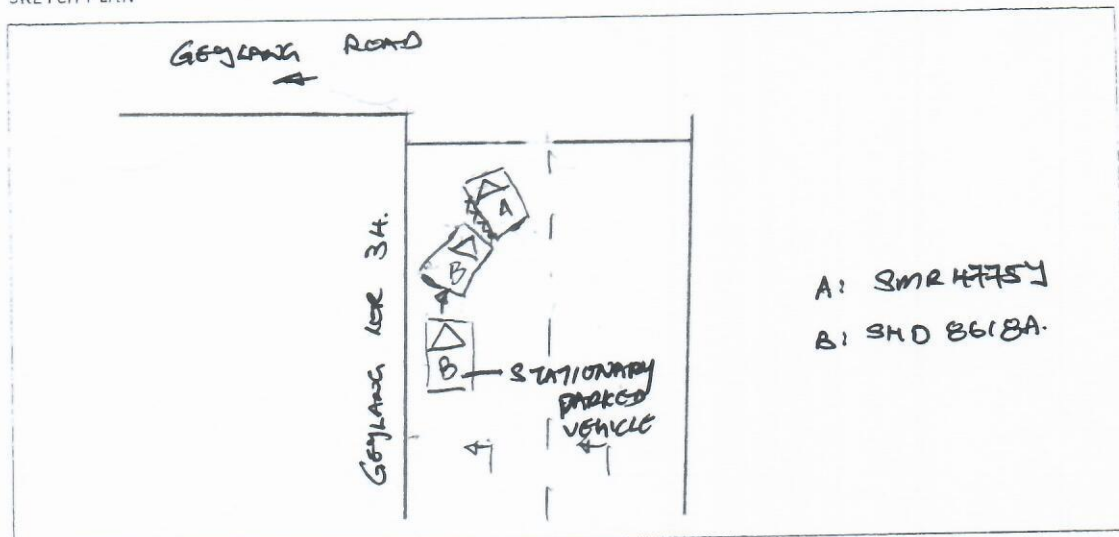 SKETCH PLAN
GEYLANG ROAD
GEYLANG LOR 34.
A
B
B
STATIONARY
PARKED
VEHICLE
A: SMR 4775Y
B: SHD 8618A.